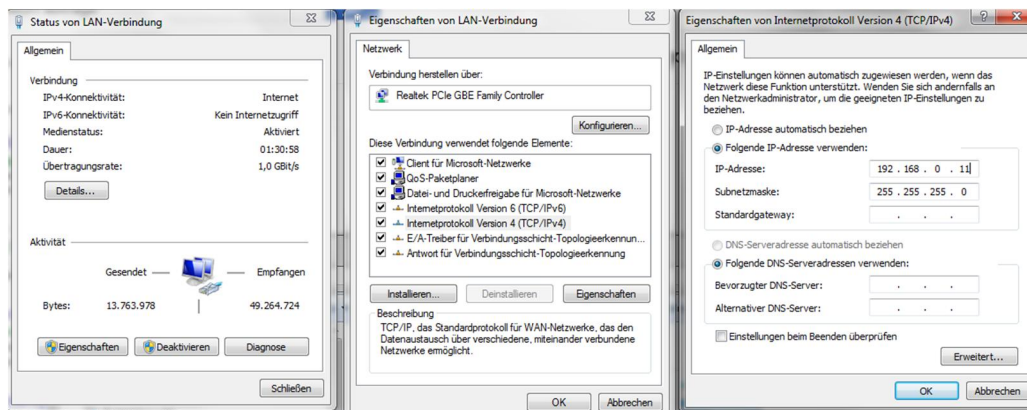 Status von LAN-Verbindung
Allgemein
Verbindung
IPv4-Konnektivität: Internet
IPv6-Konnektivität: Kein Internetzugriff
Medienstatus: Aktiviert
Dauer: 01:30:58
Übertragungsrate: 1,0 GBit/s
Details...
Aktivität
Gesendet — — Empfangen
Bytes: 13.763.978 | 49.264.724
Eigenschaften Deaktivieren Diagnose
Schließen
Eigenschaften von LAN-Verbindung
Netzwerk
Verbindung herstellen über:
Realtek PCIe GBE Family Controller
Konfigurieren...
Diese Verbindung verwendet folgende Elemente:
Client für Microsoft-Netzwerke
QoS-Paketplaner
Datei- und Druckerfreigabe für Microsoft-Netzwerke
Internetprotokoll Version 6 (TCP/IPv6)
Internetprotokoll Version 4 (TCP/IPv4)
E/A-Treiber für Verbindungsschicht-Topologieerkennun...
Antwort für Verbindungsschicht-Topologieerkennung
Installieren... Deinstallieren Eigenschaften
Beschreibung
TCP/IP, das Standardprotokoll für WAN-Netzwerke, das den
Datenaustausch über verschiedene, miteinander verbundene
Netzwerke ermöglicht.
OK Abbrechen
Eigenschaften von Internetprotokoll Version 4 (TCP/IPv4)
Allgemein
IP-Einstellungen können automatisch zugewiesen werden, wenn das
Netzwerk diese Funktion unterstützt. Wenden Sie sich andernfalls an
den Netzwerkadministrator, um die geeigneten IP-Einstellungen zu
beziehen.
IP-Adresse automatisch beziehen
Folgende IP-Adresse verwenden:
IP-Adresse: 192 . 168 . 0 . 11
Subnetzmaske: 255 . 255 . 255 . 0
Standardgateway: . . .
DNS-Serveradresse automatisch beziehen
Folgende DNS-Serveradressen verwenden:
Bevorzugter DNS-Server: . . .
Alternativer DNS-Server: . . .
Einstellungen beim Beenden überprüfen
Erweitert...
OK Abbrechen